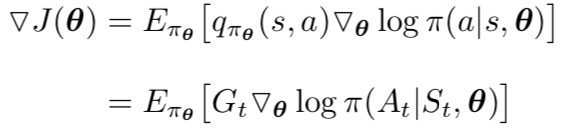 ▽J(θ) = E_{π_θ}[q_{π_θ}(s, a)▽_θ log π(a|s, θ)]
= E_{π_θ}[G_t▽_θ log π(A_t|S_t, θ)]